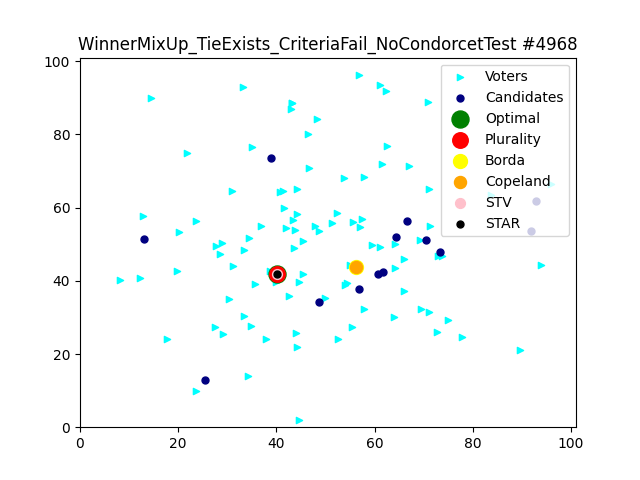 WinnerMixUp_TieExists_CriteriaFail_NoCondorcetTest #4968
100
80
60
40
20
0
0 20 40 60 80 100
Voters
Candidates
Optimal
Plurality
Borda
Copeland
STV
STAR